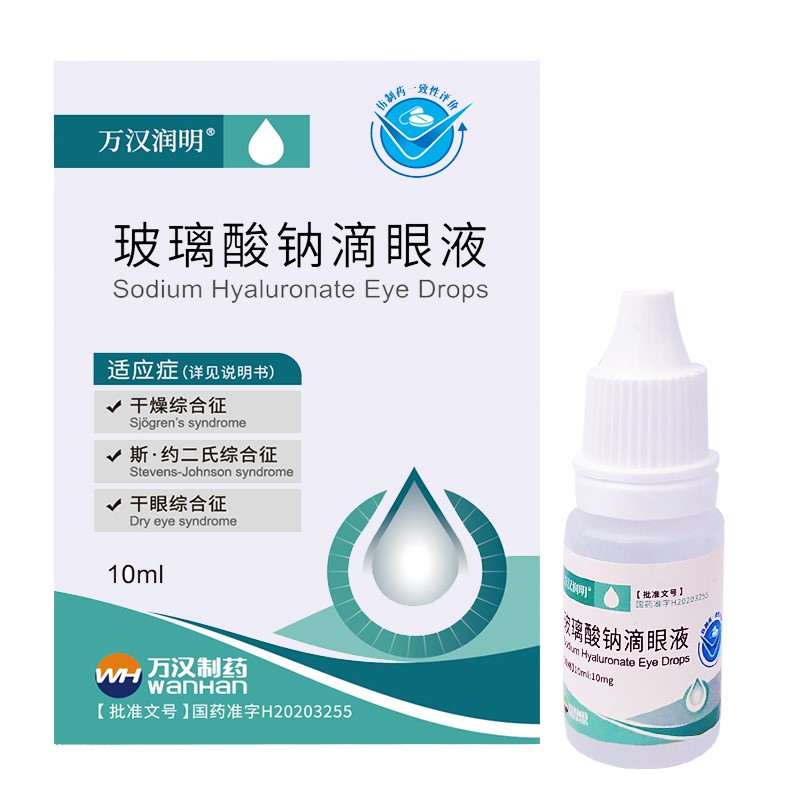 仿制药一致性评价
万汉润明®
玻璃酸钠滴眼液
Sodium Hyaluronate Eye Drops
适应症(详见说明书)
干燥综合征
Sjögren's syndrome
斯·约二氏综合征
Stevens-Johnson syndrome
干眼综合征
Dry eye syndrome
10ml
WH 万汉制药
WANHAN
【批准文号】国药准字H20203255
万汉润明®
【批准文号】
国药准字H20203255
玻璃酸钠滴眼液
Sodium Hyaluronate Eye Drops
10ml:10mg